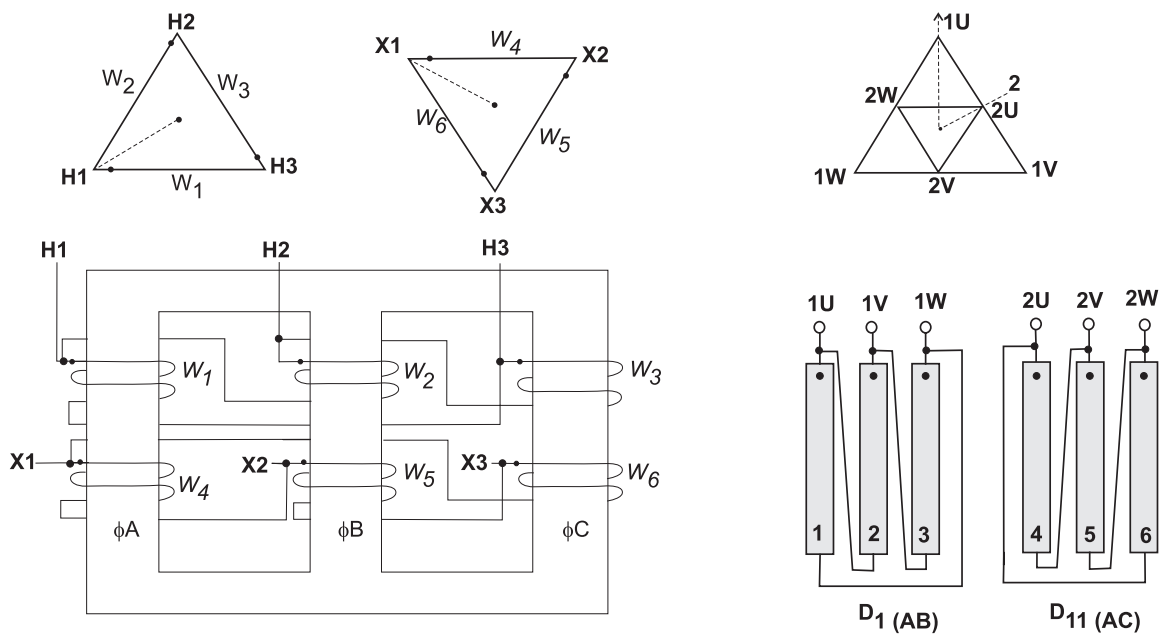 H2
W2
W3
H1
W1
H3
X1
W4
X2
W6
W5
X3
1U
2W
2
2U
1W
2V
1V
H1
H2
H3
W1
W2
W3
X1
X2
X3
W4
W5
W6
ϕA
ϕB
ϕC
1U 1V 1W
2U 2V 2W
1 2 3
4 5 6
D1 (AB)
D11 (AC)